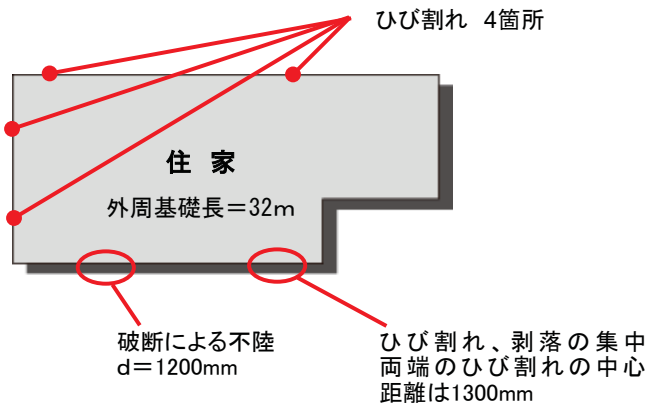 ひび割れ 4箇所
住 家
外周基礎長＝32m
破断による不陸
d＝1200mm
ひび割れ、剥落の集中
両端のひび割れの中心
距離は1300mm